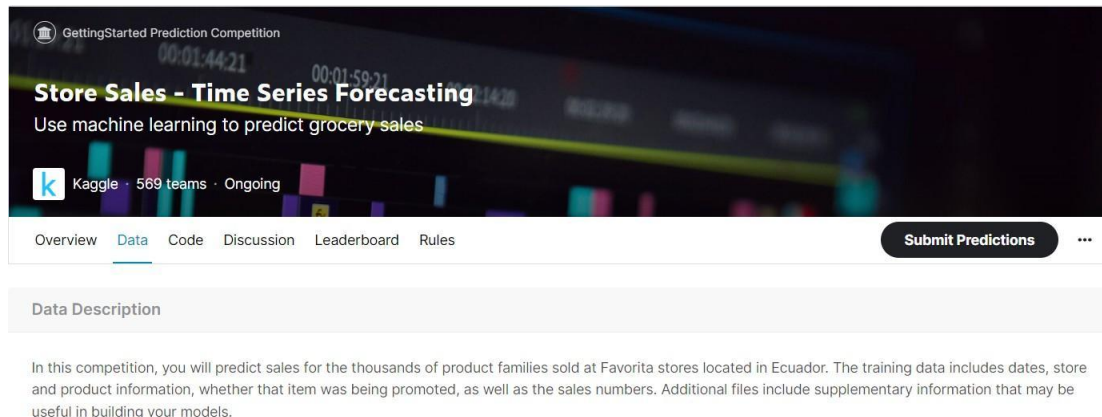 GettingStarted Prediction Competition
00:01:44:21
00:01:59:21
Store Sales - Time Series Forecasting
Use machine learning to predict grocery sales
k Kaggle · 569 teams · Ongoing
Overview Data Code Discussion Leaderboard Rules Submit Predictions ...
Data Description
In this competition, you will predict sales for the thousands of product families sold at Favorita stores located in Ecuador. The training data includes dates, store
and product information, whether that item was being promoted, as well as the sales numbers. Additional files include supplementary information that may be
useful in building your models.